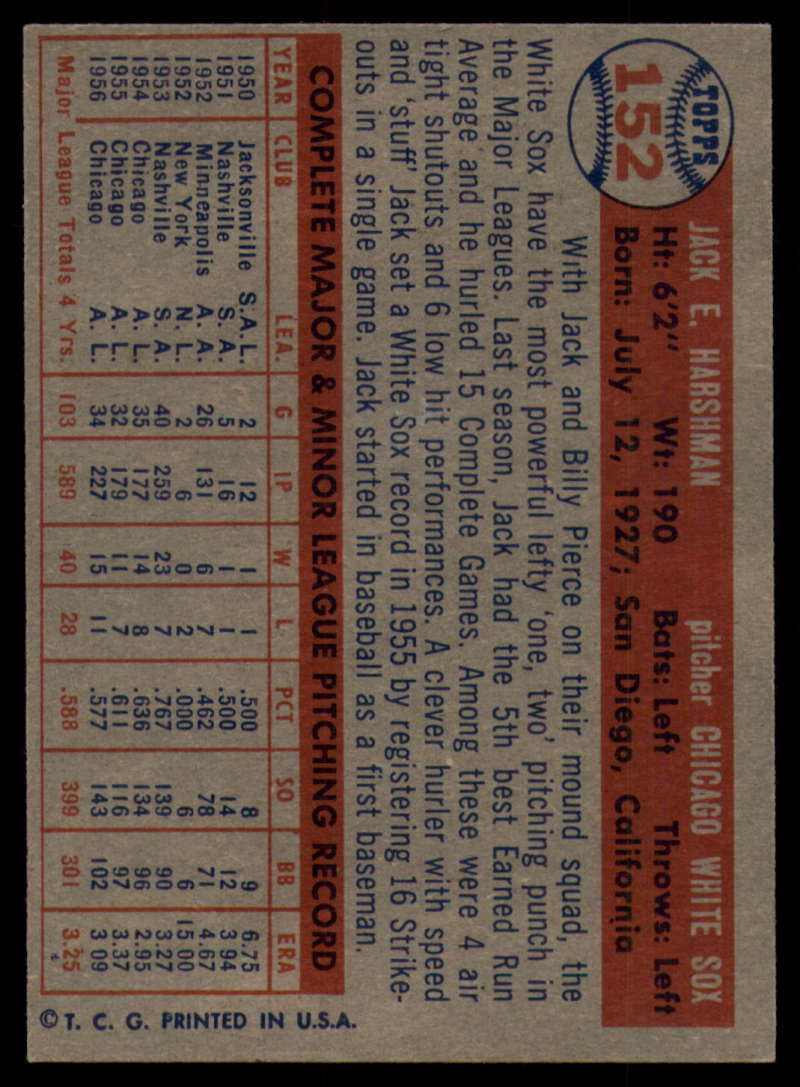 TOPPS
152
JACK E. HARSHMAN pitcher CHICAGO WHITE SOX
Ht: 6'2" Wt: 190 Bats: Left Throws: Left
Born: July 12, 1927; San Diego, California
With Jack and Billy Pierce on their mound squad, the
White Sox have the most powerful lefty 'one, two' pitching punch in
the Major Leagues. Last season, Jack had the 5th best Earned Run
Average and he hurled 15 Complete Games. Among these were 4 air
tight shutouts and 6 low hit performances. A clever hurler with speed
and 'stuff' Jack set a White Sox record in 1955 by registering 16 Strike-
outs in a single game. Jack started in baseball as a first baseman.
COMPLETE MAJOR & MINOR LEAGUE PITCHING RECORD
YEAR CLUB LEA. G IP W L PCT SO BB ERA
1950 Jacksonville S.A.L. 2 12 1 1 .500 8 9 6.75
1951 Nashville S. A. 5 16 1 1 .500 14 12 3.94
1952 Minneapolis A. A. 26 131 6 7 .462 78 71 4.67
1952 New York N. L. 2 6 0 2 .000 6 6 15.00
1953 Nashville S. A. 40 259 23 7 .767 139 90 3.27
1954 Chicago A. L. 35 177 14 8 .636 134 96 2.95
1955 Chicago A. L. 32 179 11 7 .611 116 97 3.37
1956 Chicago A. L. 34 227 15 11 .577 143 102 3.09
Major League Totals 4 Yrs. 103 589 40 28 .588 399 301 3.25
© T. C. G. PRINTED IN U.S.A.